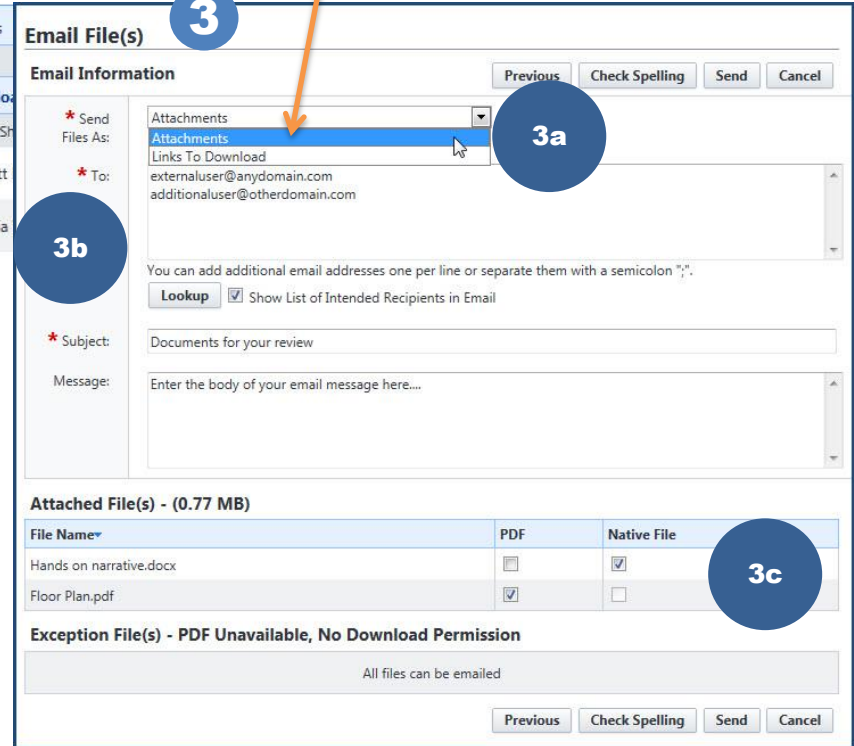 3
Email File(s)
Email Information
Previous Check Spelling Send Cancel
* Send Files As:
Attachments
3a
Attachments
Links To Download
* To:
externaluser@anydomain.com
additionaluser@otherdomain.com
3b
You can add additional email addresses one per line or separate them with a semicolon ";".
Lookup Show List of Intended Recipients in Email
* Subject: Documents for your review
Message: Enter the body of your email message here....
Attached File(s) - (0.77 MB)
File Name PDF Native File
Hands on narrative.docx
3c
Floor Plan.pdf
Exception File(s) - PDF Unavailable, No Download Permission
All files can be emailed
Previous Check Spelling Send Cancel